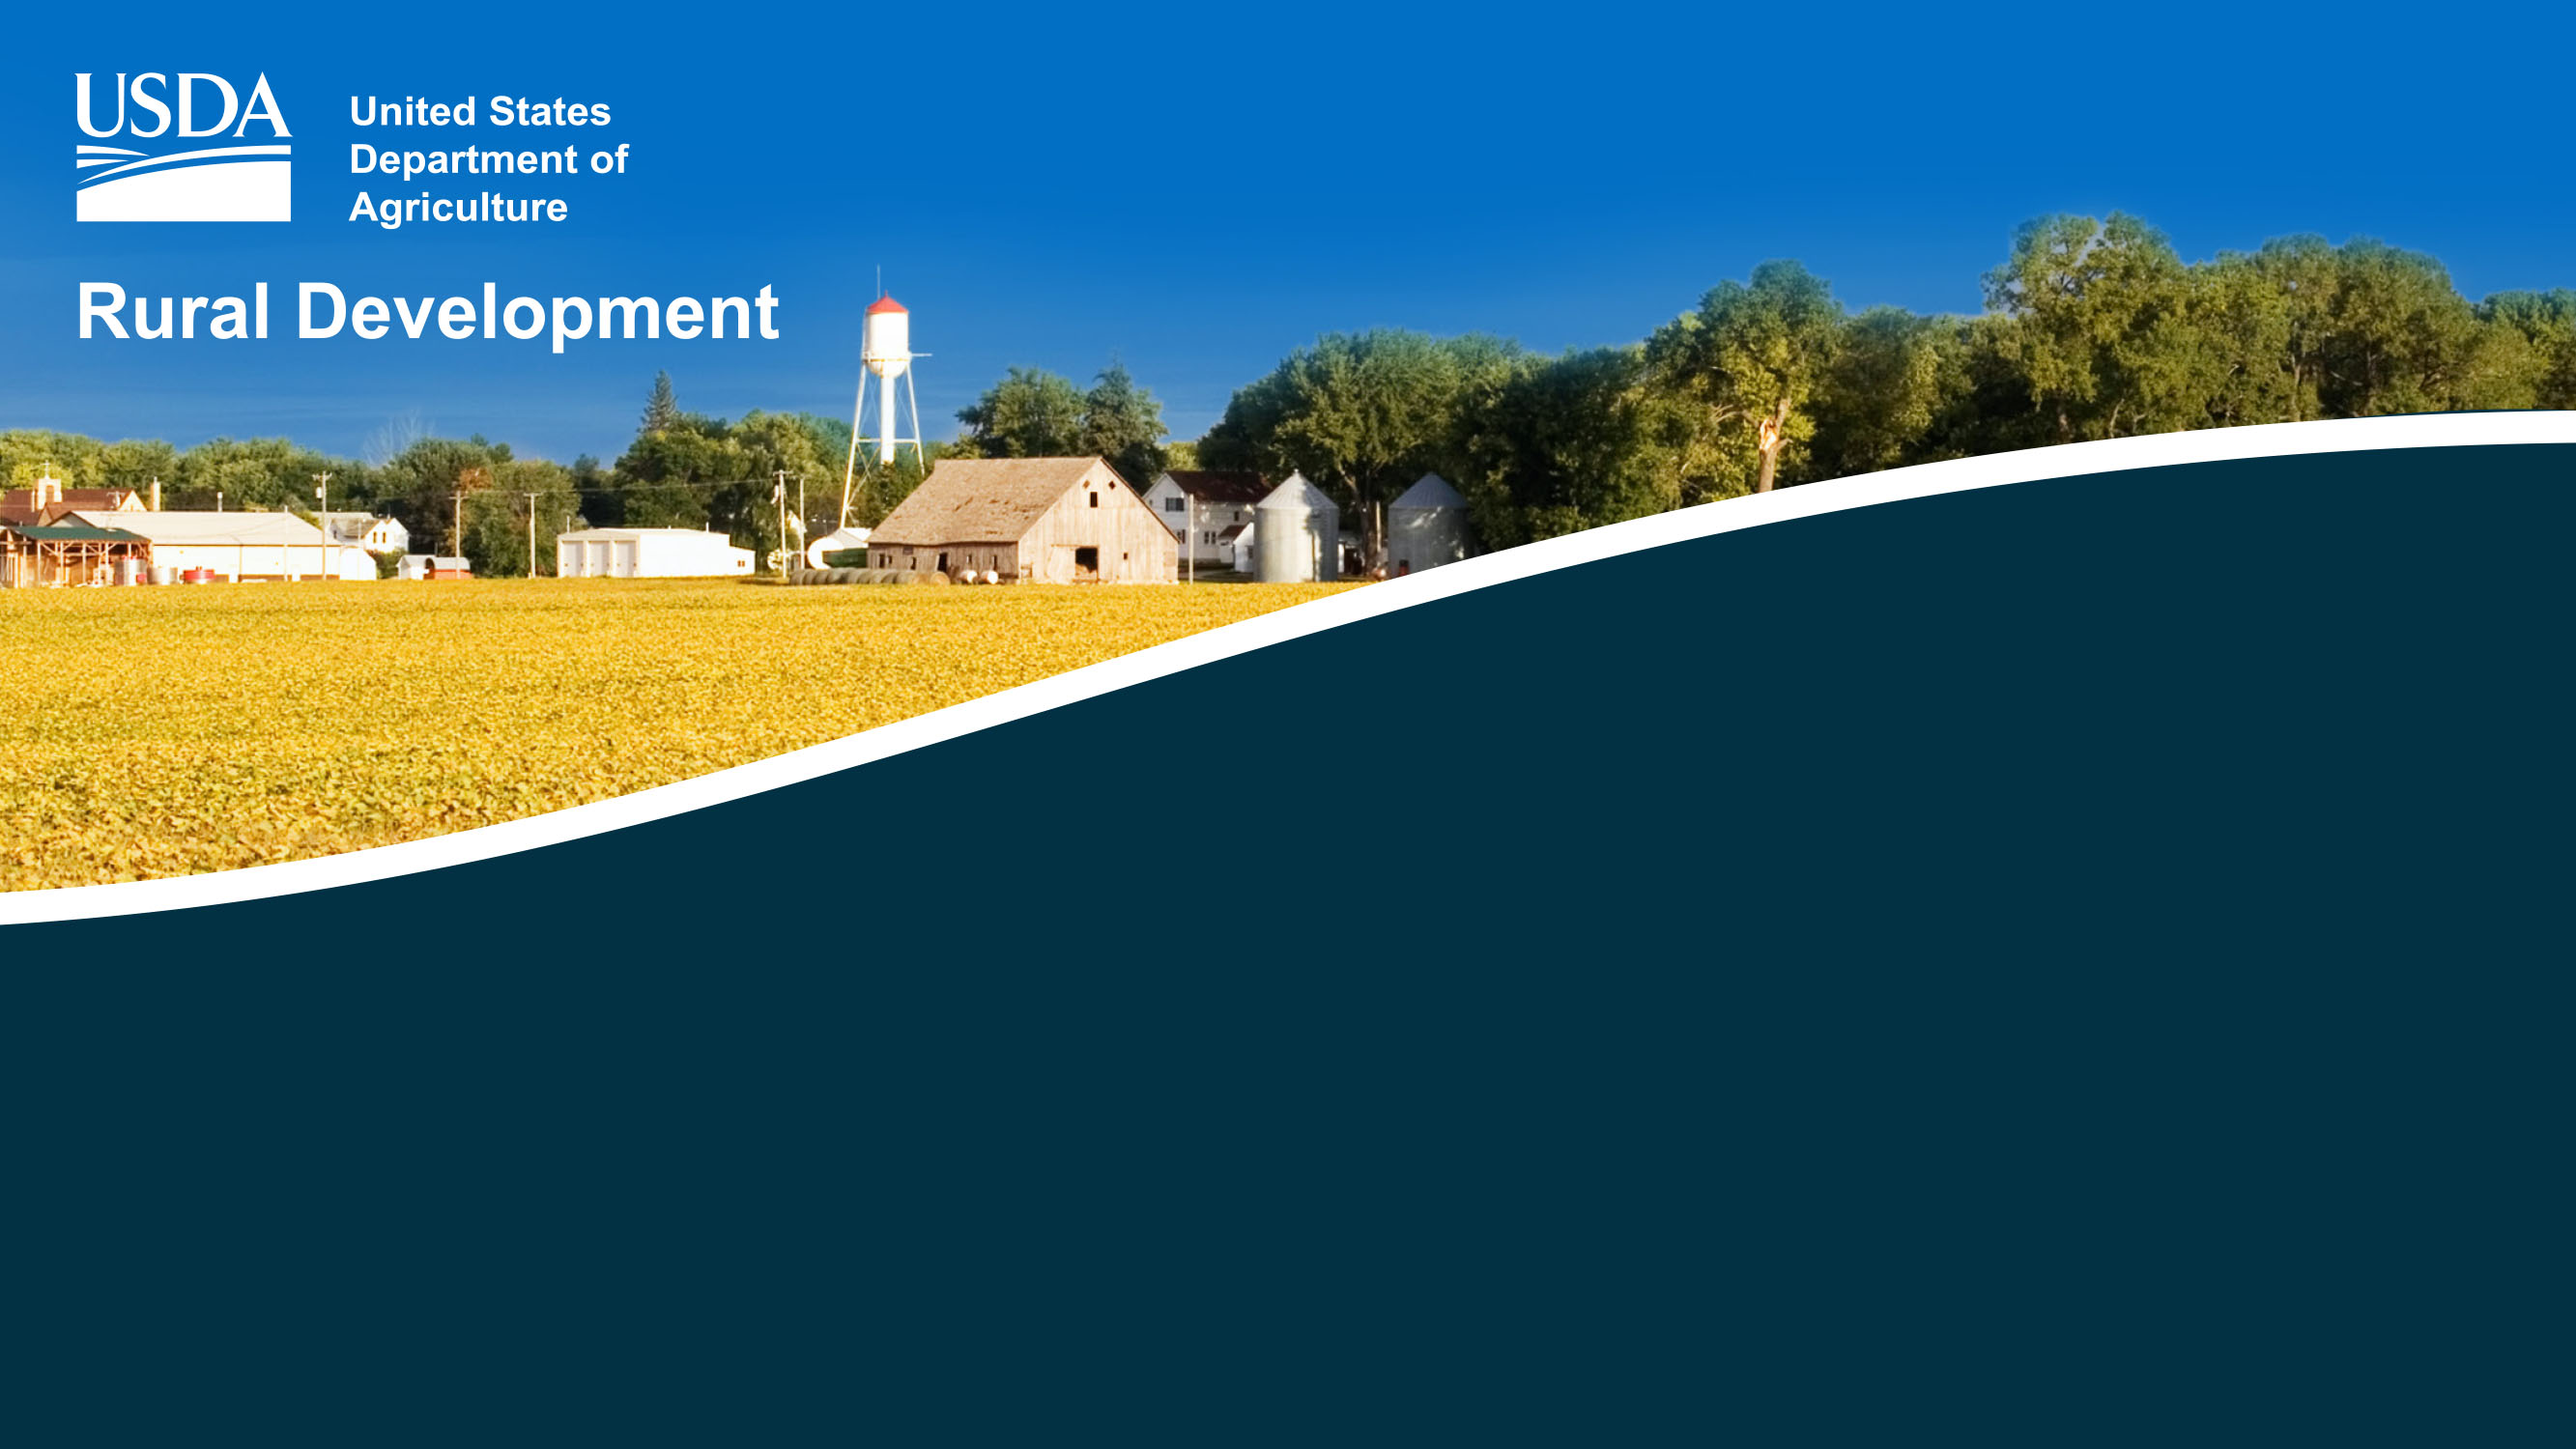 USDA
United States
Department of
Agriculture
Rural Development